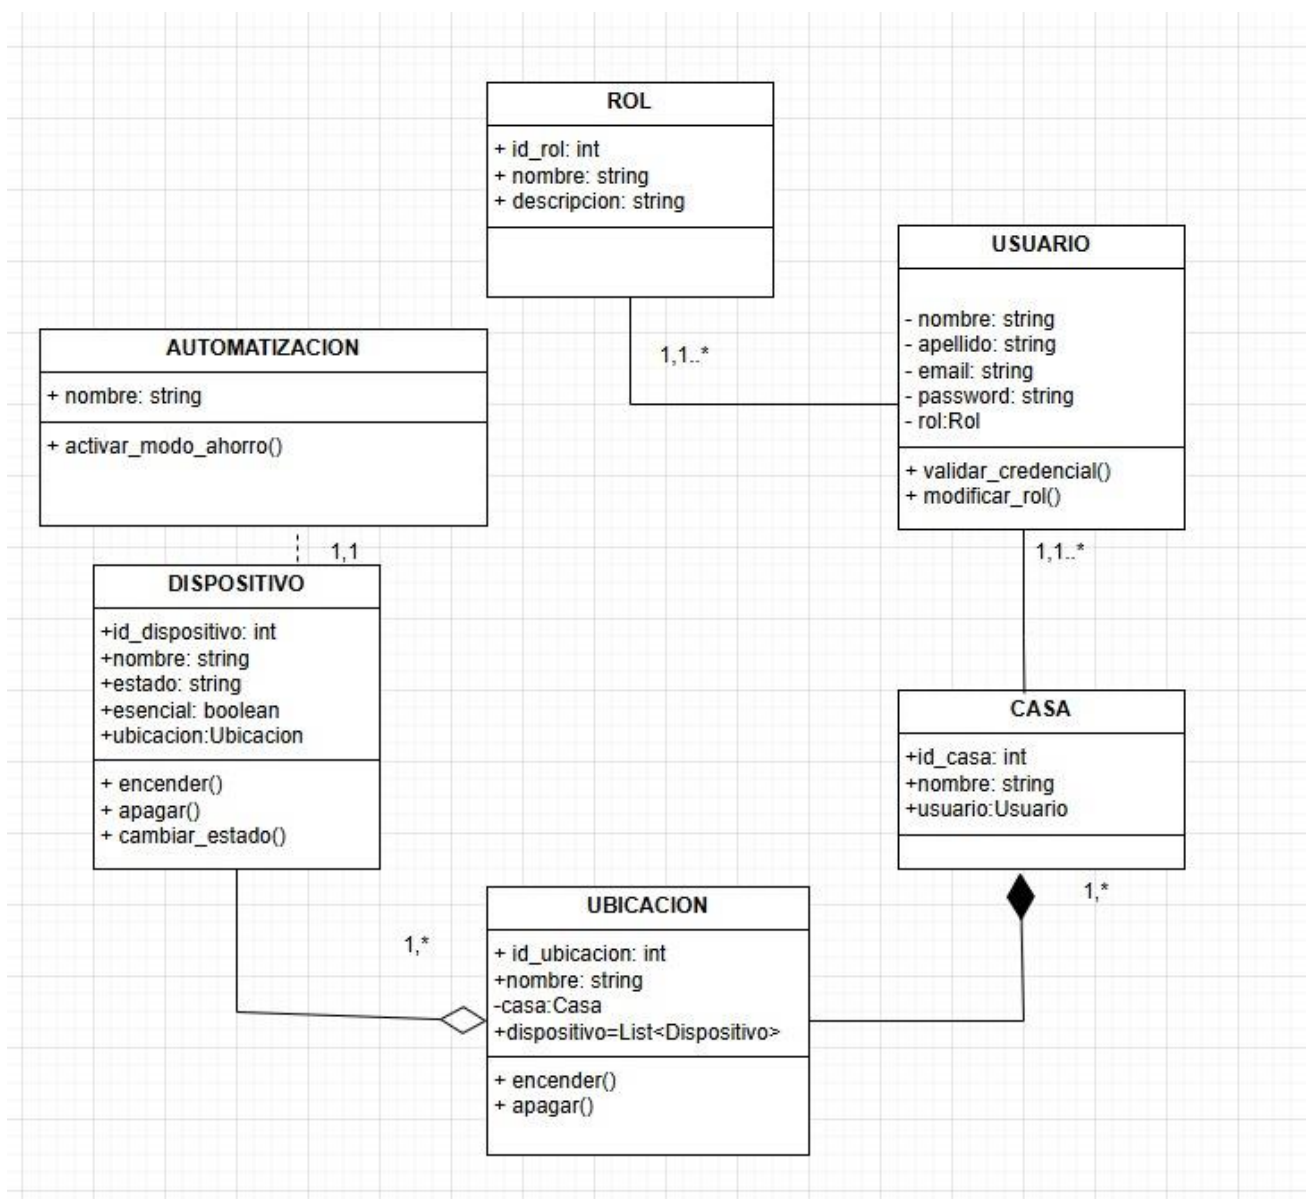 ROL
+ id_rol: int
+ nombre: string
+ descripcion: string
USUARIO
- nombre: string
- apellido: string
- email: string
- password: string
- rol:Rol
+ validar_credencial()
+ modificar_rol()
1,1..*
AUTOMATIZACION
+ nombre: string
+ activar_modo_ahorro()
1,1
1,1..*
DISPOSITIVO
+id_dispositivo: int
+nombre: string
+estado: string
+esencial: boolean
+ubicacion:Ubicacion
+ encender()
+ apagar()
+ cambiar_estado()
CASA
+id_casa: int
+nombre: string
+usuario:Usuario
1,*
1,*
UBICACION
+ id_ubicacion: int
+nombre: string
-casa:Casa
+dispositivo=List<Dispositivo>
+ encender()
+ apagar()